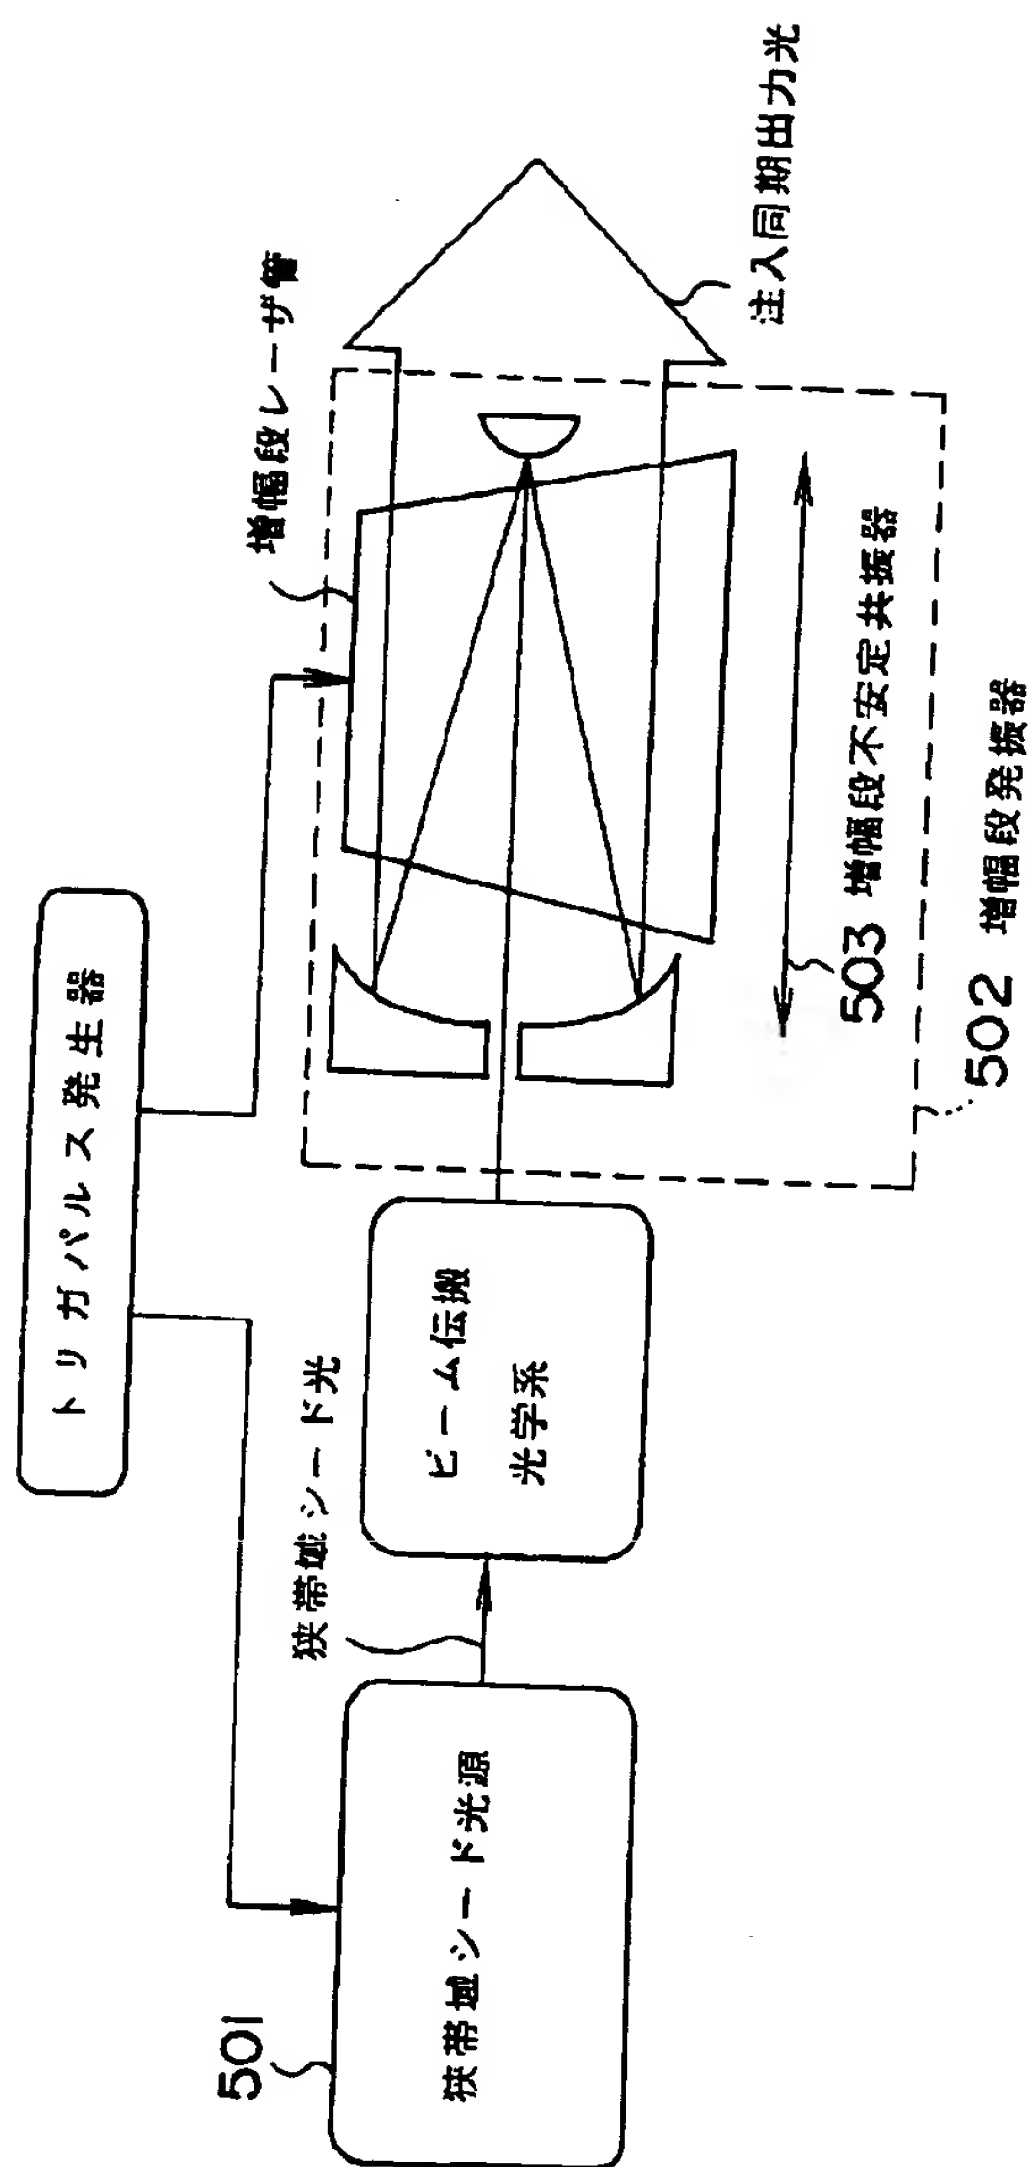 トリガパルス発生器
501
狭帯域シード光源
狭帯域シード光
ビーム伝搬
光学系
増幅段レーザ管
503 増幅段不安定共振器
502 増幅段発振器
注入同期出力光